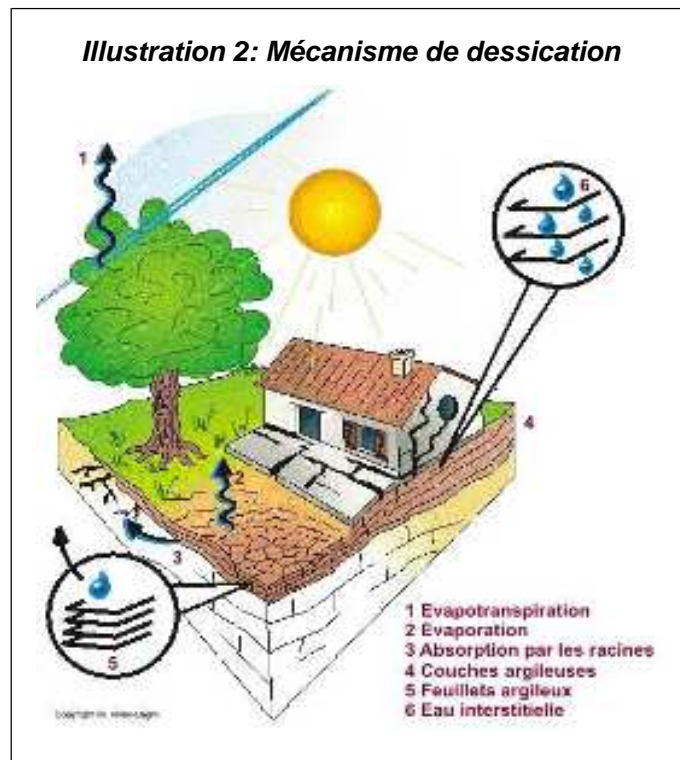 Illustration 2: Mécanisme de dessication
1
6
4
2
3
5
1 Evapotranspiration
2 Evaporation
3 Absorption par les racines
4 Couches argileuses
5 Feuillets argileux
6 Eau interstitielle
Copyright